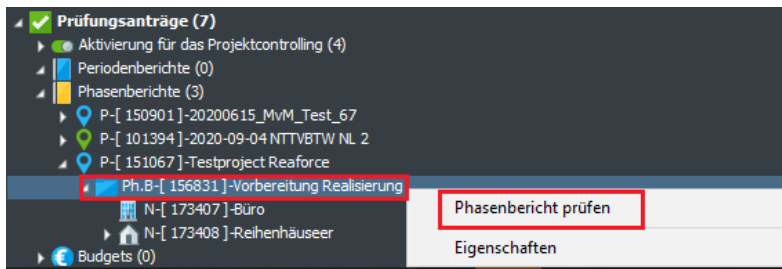 Prüfungsanträge (7)
Aktivierung für das Projektcontrolling (4)
Periodenberichte (0)
Phasenberichte (3)
P-[ 150901 ]-20200615_MvM_Test_67
P-[ 101394 ]-2020-09-04 NTTVBTW NL 2
P-[ 151067 ]-Testproject Reaforce
Ph.B-[ 156831 ]-Vorbereitung Realisierung
N-[ 173407 ]-Büro
Phasenbericht prüfen
N-[ 173408 ]-Reihenhäuseer
Eigenschaften
Budgets (0)